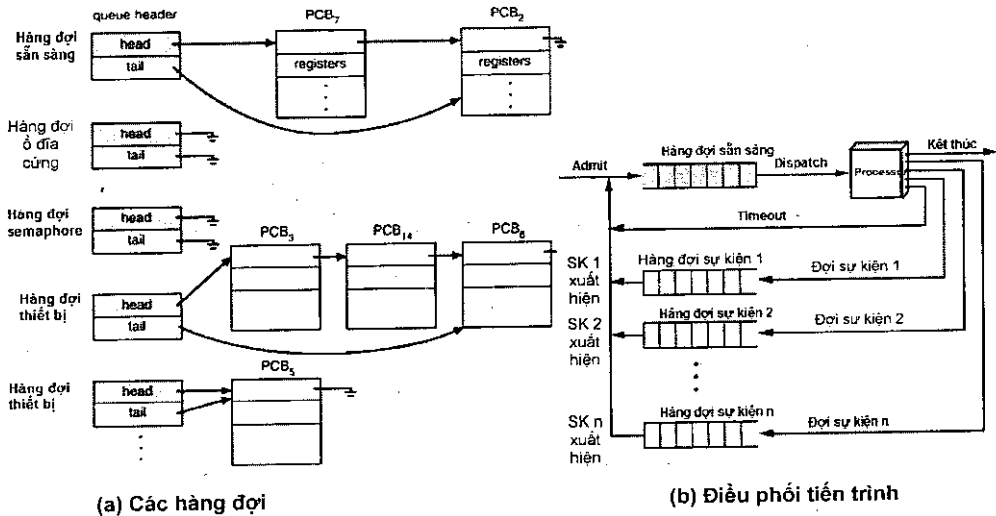 queue header
PCB7
PCB2
Hàng đợi
sẵn sàng
head
tail
registers
registers
Hàng đợi
ổ đĩa
cứng
head
tail
Hàng đợi
semaphore
head
tail
PCB3
PCB14
PCB6
Hàng đợi
thiết bị
head
tail
PCB5
Hàng đợi
thiết bị
head
tail
(a) Các hàng đợi
Admit
Hàng đợi sẵn sàng
Dispatch
Processor
Kết thúc
Timeout
SK 1
xuất
hiện
Hàng đợi sự kiện 1
Đợi sự kiện 1
SK 2
xuất
hiện
Hàng đợi sự kiện 2
Đợi sự kiện 2
SK n
xuất
hiện
Hàng đợi sự kiện n
Đợi sự kiện n
(b) Điều phối tiến trình